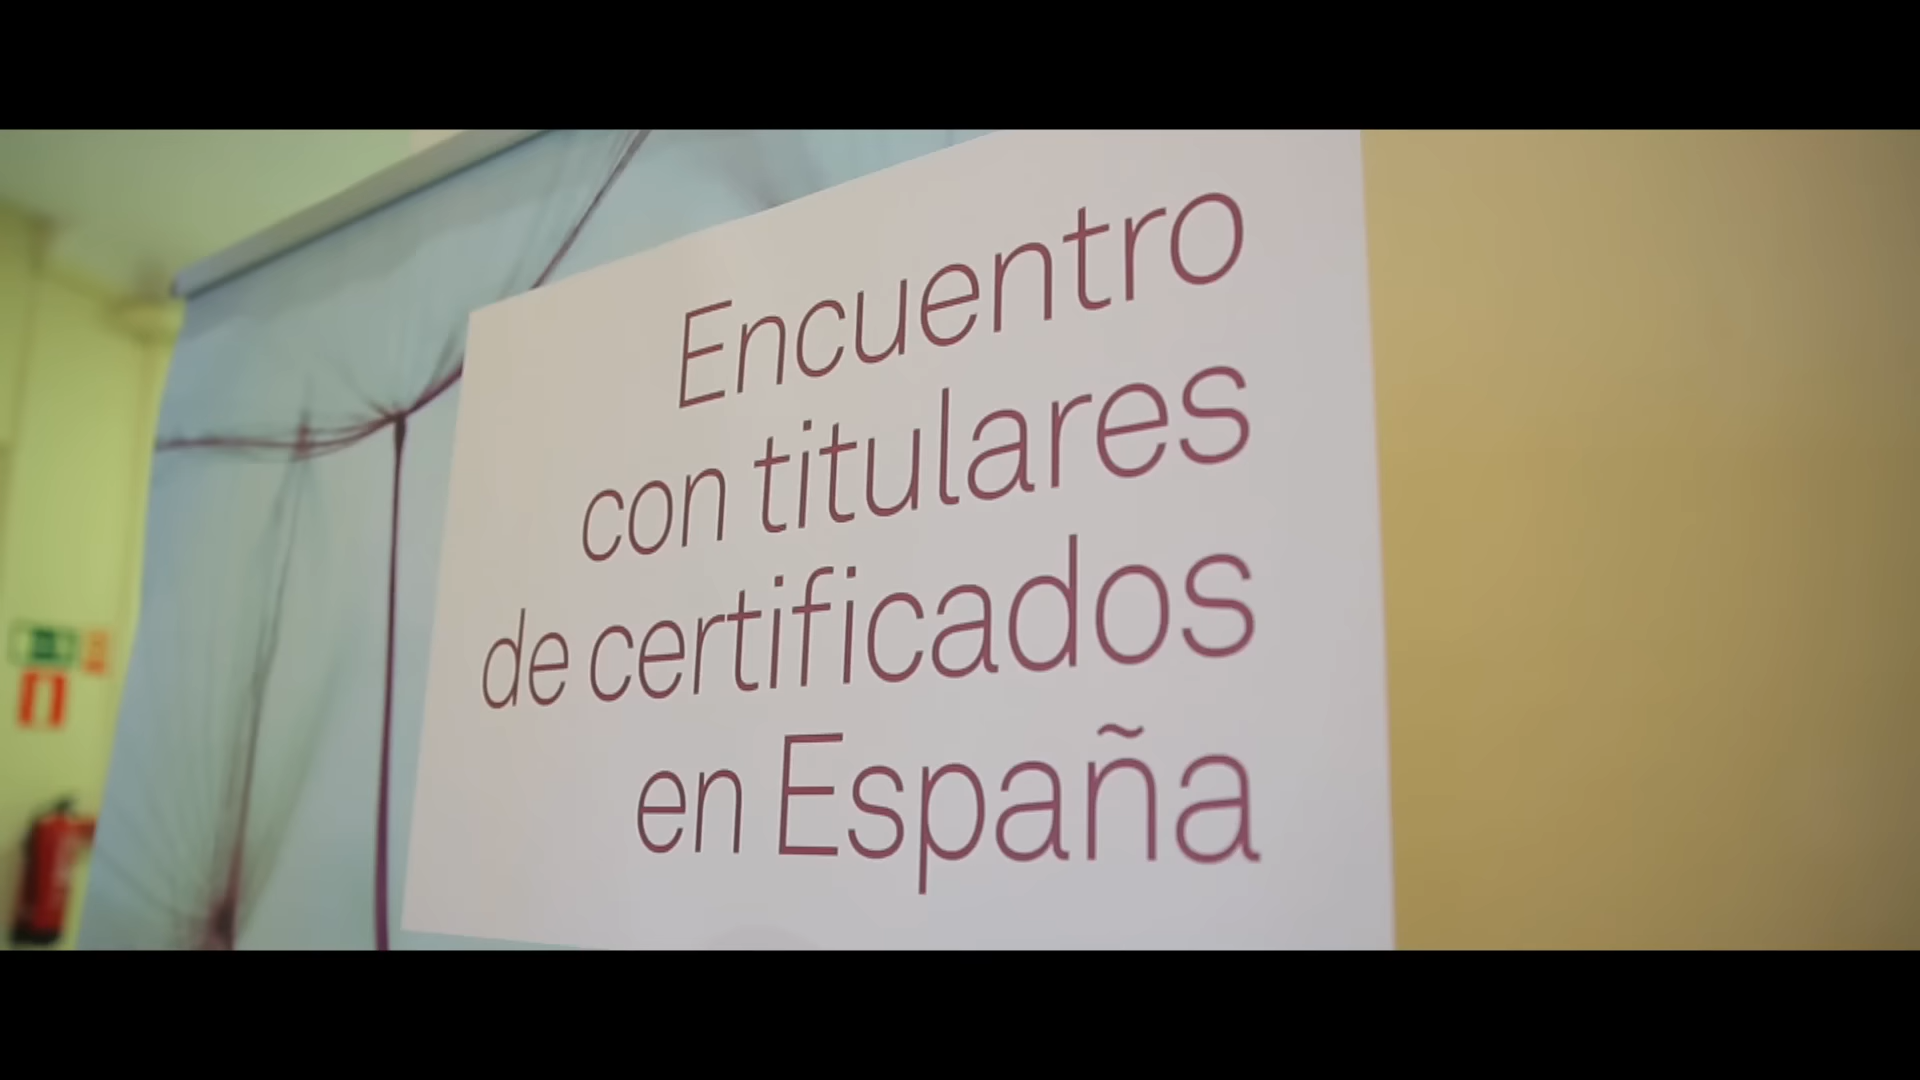 Encuentro
con titulares
de certificados
en España